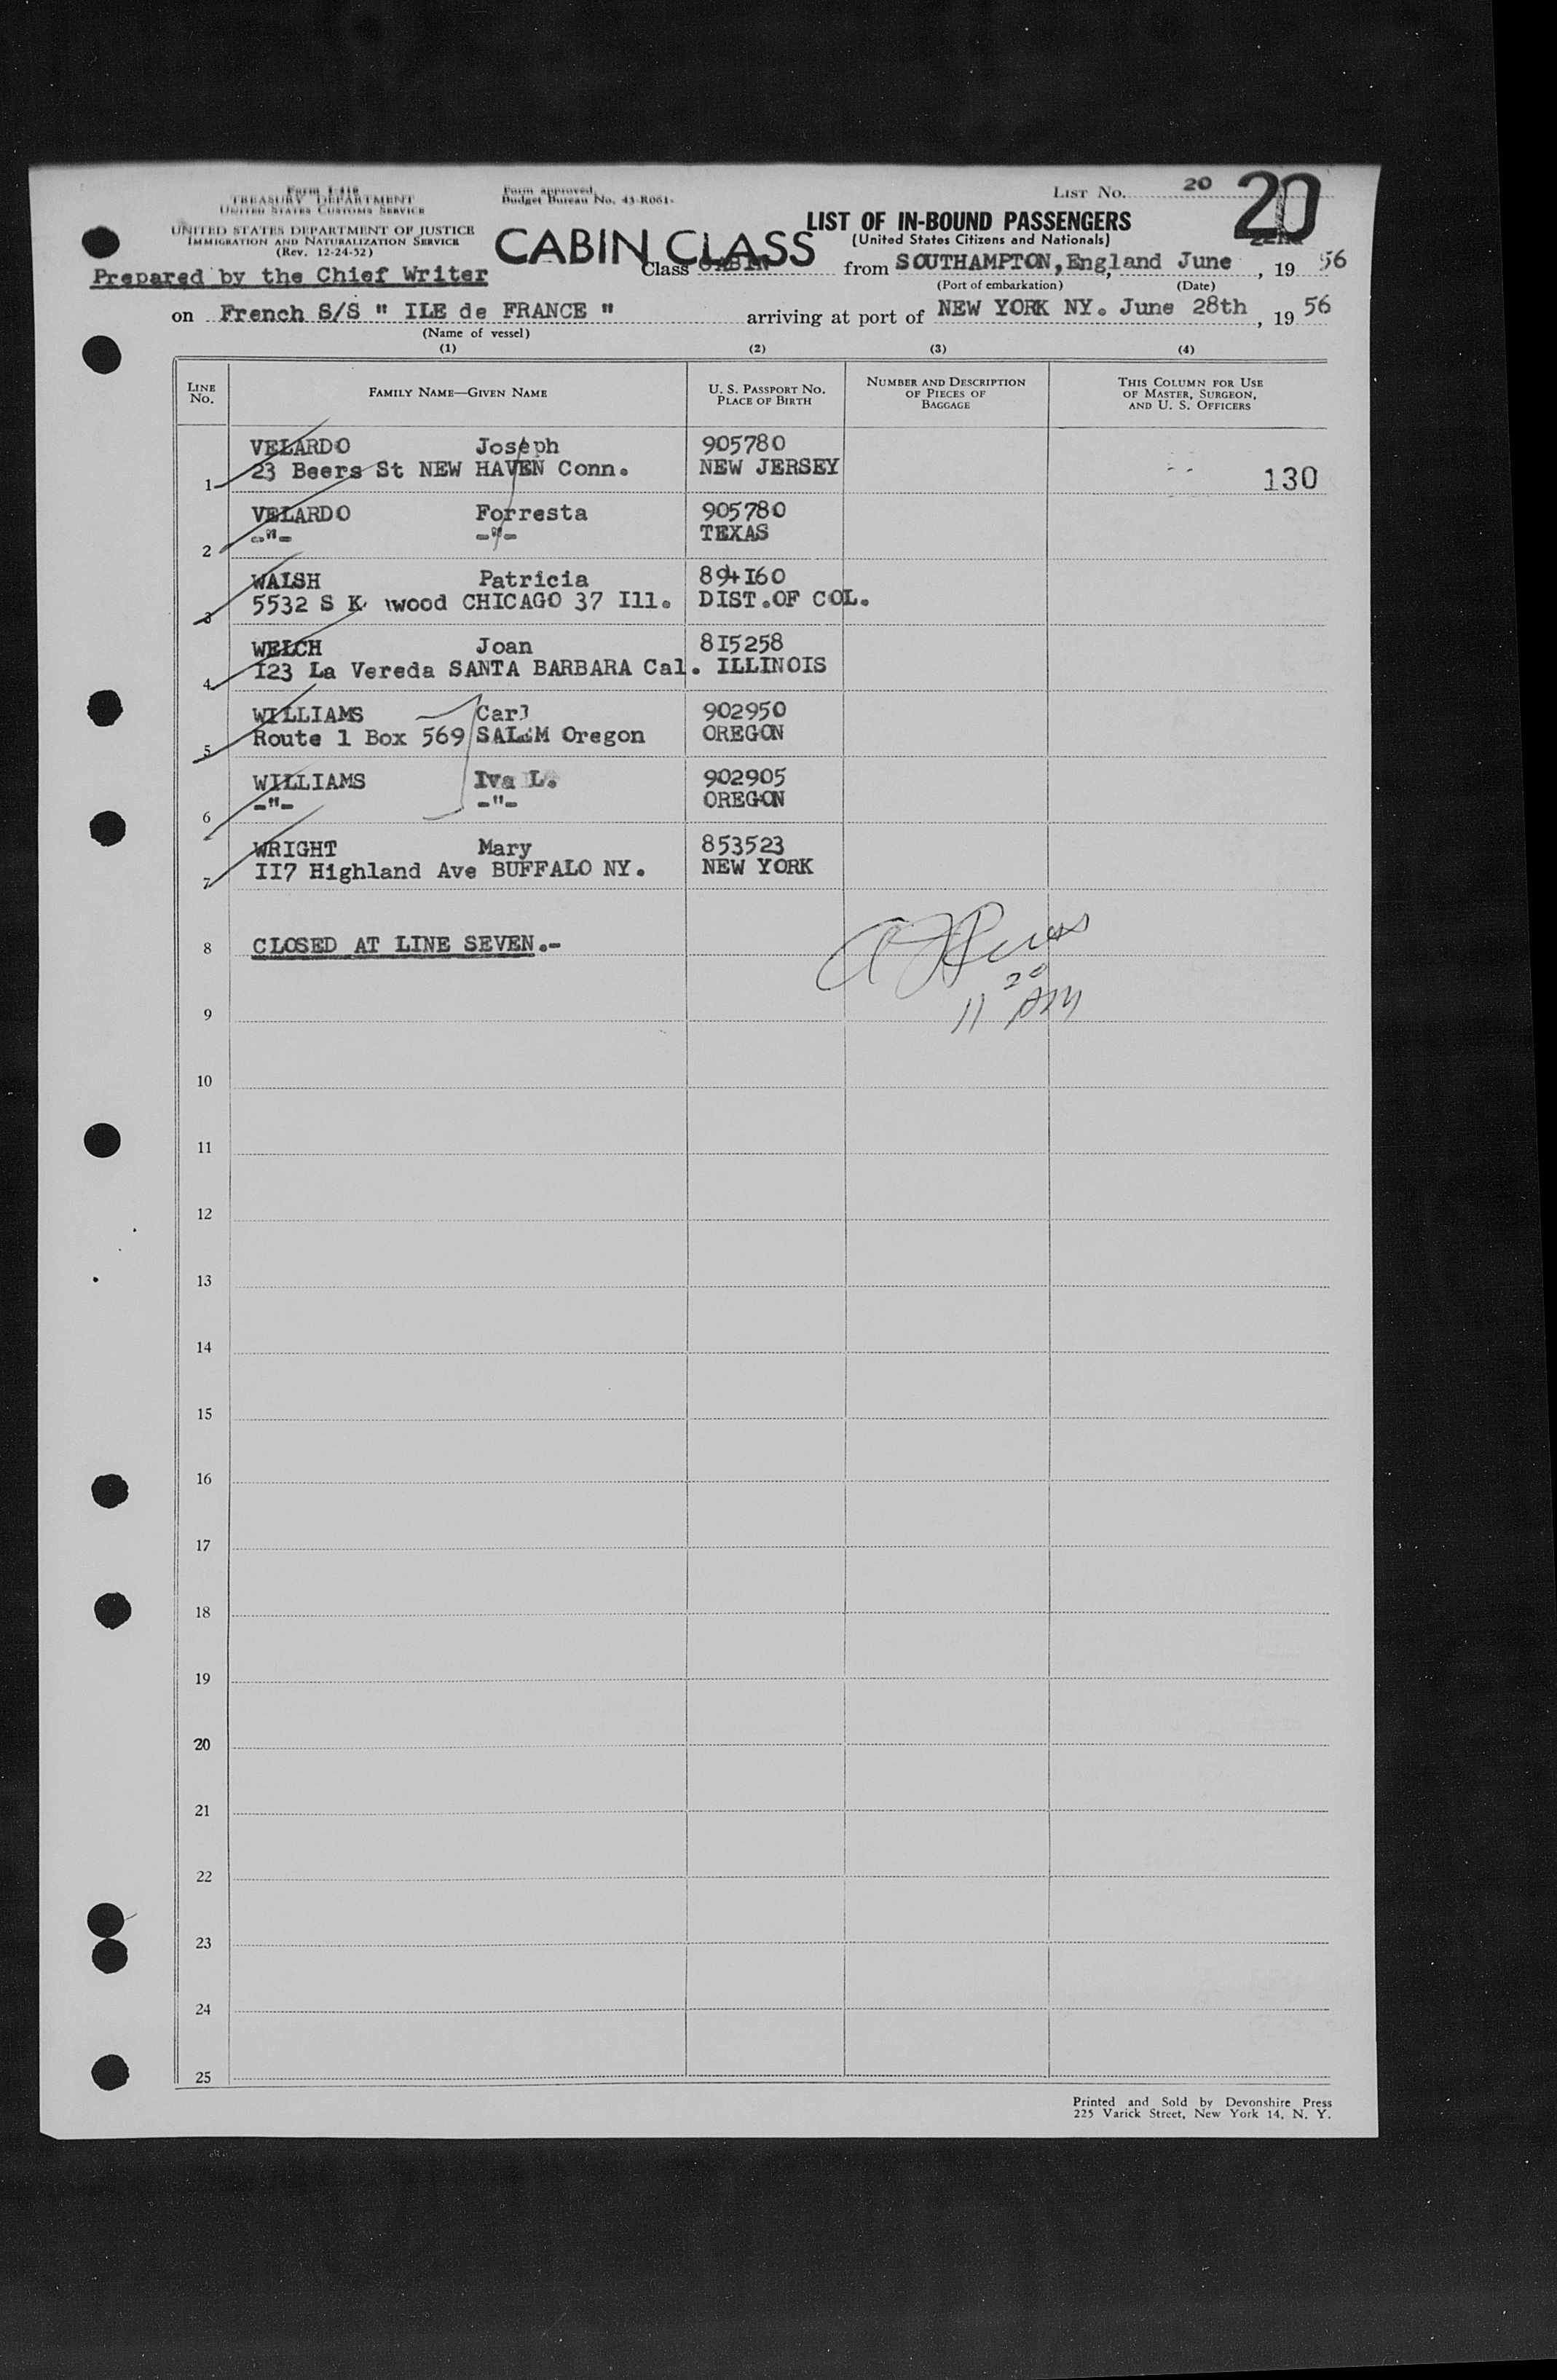 Form I-418
TREASURY DEPARTMENT
UNITED STATES CUSTOMS SERVICE
UNITED STATES DEPARTMENT OF JUSTICE
IMMIGRATION AND NATURALIZATION SERVICE
(Rev. 12-24-52)
Form approved.
Budget Bureau No. 43-R061-
LIST NO. 20
20
LIST OF IN-BOUND PASSENGERS
(United States Citizens and Nationals)
CABIN CLASS
Prepared by the Chief Writer
Class CABIN from SOUTHAMPTON, England, June 22nd, 19 56
(Port of embarkation) (Date)
on French S/S " ILE de FRANCE " arriving at port of NEW YORK NY. June 28th, 19 56
(Name of vessel)
(1) (2) (3) (4)
LINE NO. FAMILY NAME—GIVEN NAME U. S. PASSPORT NO. PLACE OF BIRTH NUMBER AND DESCRIPTION OF PIECES OF BAGGAGE THIS COLUMN FOR USE OF MASTER, SURGEON, AND U. S. OFFICERS
VELARDO Joseph 905780
1 23 Beers St NEW HAVEN Conn. NEW JERSEY 130
VELARDO Forresta 905780
2 -"- -"- TEXAS
WALSH Patricia 894I60
3 5532 S wood CHICAGO 37 Ill. DIST.OF COL.
WELCH Joan 8I5258
4 I23 La Vereda SANTA BARBARA Cal. ILLINOIS
WILLIAMS Carl 902950
5 Route 1 Box 569 SALEM Oregon OREGON
WILLIAMS Iva L. 902905
6 -"- -"- OREGON
WRIGHT Mary 853523
7 II7 Highland Ave BUFFALO NY. NEW YORK
8 CLOSED AT LINE SEVEN.-
11 20 AM
9
10
11
12
13
14
15
16
17
18
19
20
21
22
23
24
25
Printed and Sold by Devonshire Press
225 Varick Street, New York 14, N. Y.